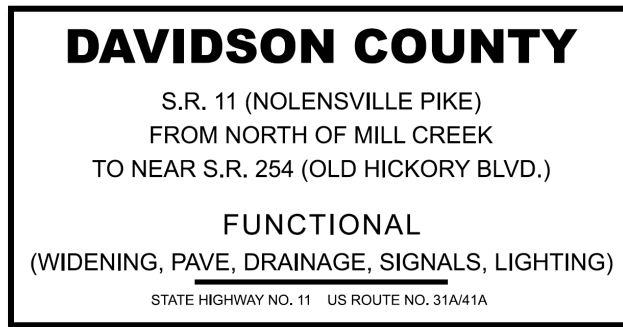 DAVIDSON COUNTY
S.R. 11 (NOLENSVILLE PIKE)
FROM NORTH OF MILL CREEK
TO NEAR S.R. 254 (OLD HICKORY BLVD.)
FUNCTIONAL
(WIDENING, PAVE, DRAINAGE, SIGNALS, LIGHTING)
STATE HIGHWAY NO. 11 US ROUTE NO. 31A/41A